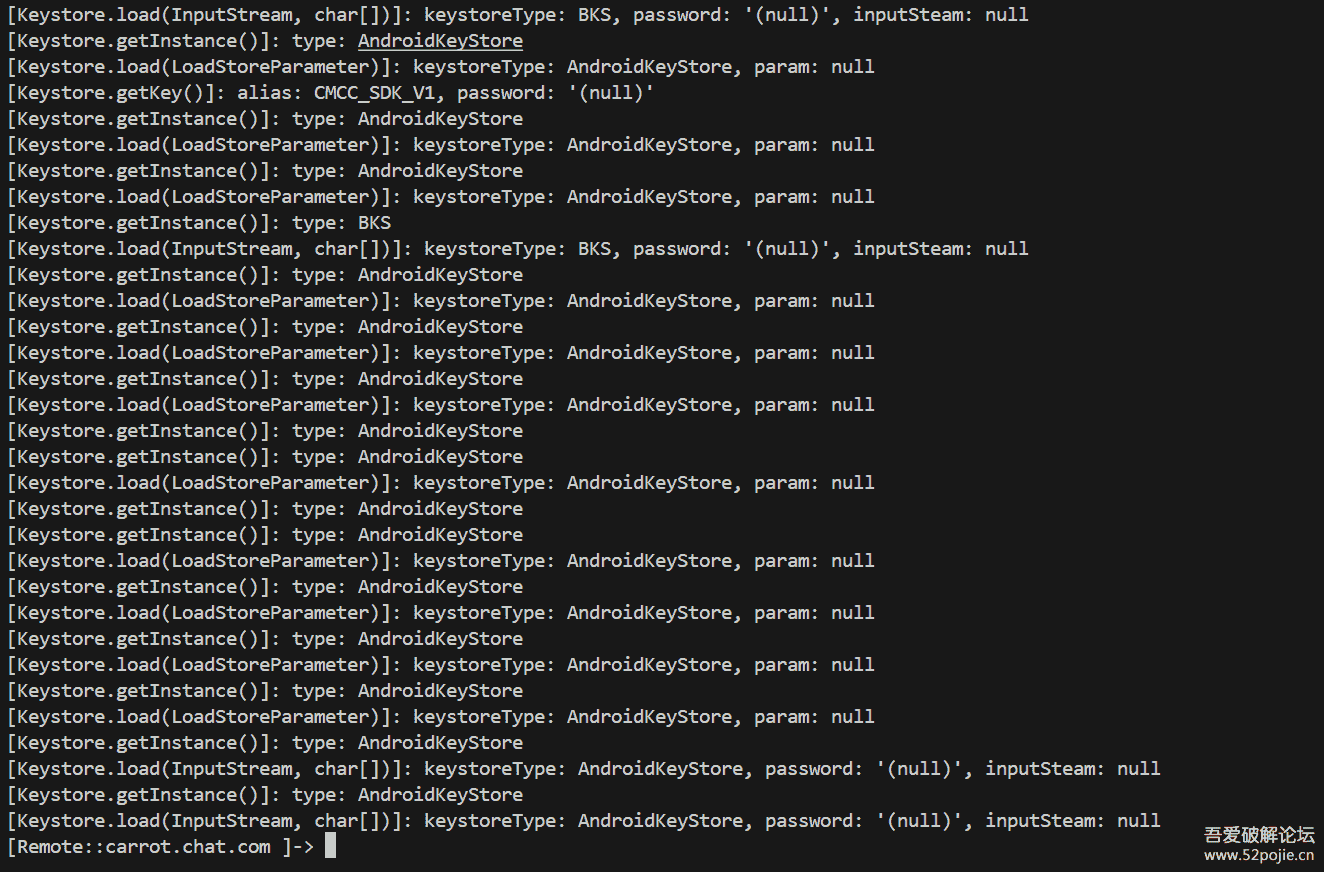 [Keystore.load(InputStream, char[])]: keystoreType: BKS, password: '(null)', inputSteam: null
[Keystore.getInstance()]: type: AndroidKeyStore
[Keystore.load(LoadStoreParameter)]: keystoreType: AndroidKeyStore, param: null
[Keystore.getKey()]: alias: CMCC_SDK_V1, password: '(null)'
[Keystore.getInstance()]: type: AndroidKeyStore
[Keystore.load(LoadStoreParameter)]: keystoreType: AndroidKeyStore, param: null
[Keystore.getInstance()]: type: AndroidKeyStore
[Keystore.load(LoadStoreParameter)]: keystoreType: AndroidKeyStore, param: null
[Keystore.getInstance()]: type: BKS
[Keystore.load(InputStream, char[])]: keystoreType: BKS, password: '(null)', inputSteam: null
[Keystore.getInstance()]: type: AndroidKeyStore
[Keystore.load(LoadStoreParameter)]: keystoreType: AndroidKeyStore, param: null
[Keystore.getInstance()]: type: AndroidKeyStore
[Keystore.load(LoadStoreParameter)]: keystoreType: AndroidKeyStore, param: null
[Keystore.getInstance()]: type: AndroidKeyStore
[Keystore.load(LoadStoreParameter)]: keystoreType: AndroidKeyStore, param: null
[Keystore.getInstance()]: type: AndroidKeyStore
[Keystore.getInstance()]: type: AndroidKeyStore
[Keystore.load(LoadStoreParameter)]: keystoreType: AndroidKeyStore, param: null
[Keystore.getInstance()]: type: AndroidKeyStore
[Keystore.getInstance()]: type: AndroidKeyStore
[Keystore.load(LoadStoreParameter)]: keystoreType: AndroidKeyStore, param: null
[Keystore.getInstance()]: type: AndroidKeyStore
[Keystore.load(LoadStoreParameter)]: keystoreType: AndroidKeyStore, param: null
[Keystore.getInstance()]: type: AndroidKeyStore
[Keystore.load(LoadStoreParameter)]: keystoreType: AndroidKeyStore, param: null
[Keystore.getInstance()]: type: AndroidKeyStore
[Keystore.load(LoadStoreParameter)]: keystoreType: AndroidKeyStore, param: null
[Keystore.getInstance()]: type: AndroidKeyStore
[Keystore.load(InputStream, char[])]: keystoreType: AndroidKeyStore, password: '(null)', inputSteam: null
[Keystore.getInstance()]: type: AndroidKeyStore
[Keystore.load(InputStream, char[])]: keystoreType: AndroidKeyStore, password: '(null)', inputSteam: null
[Remote::carrot.chat.com ]->
吾爱破解论坛
www.52pojie.cn